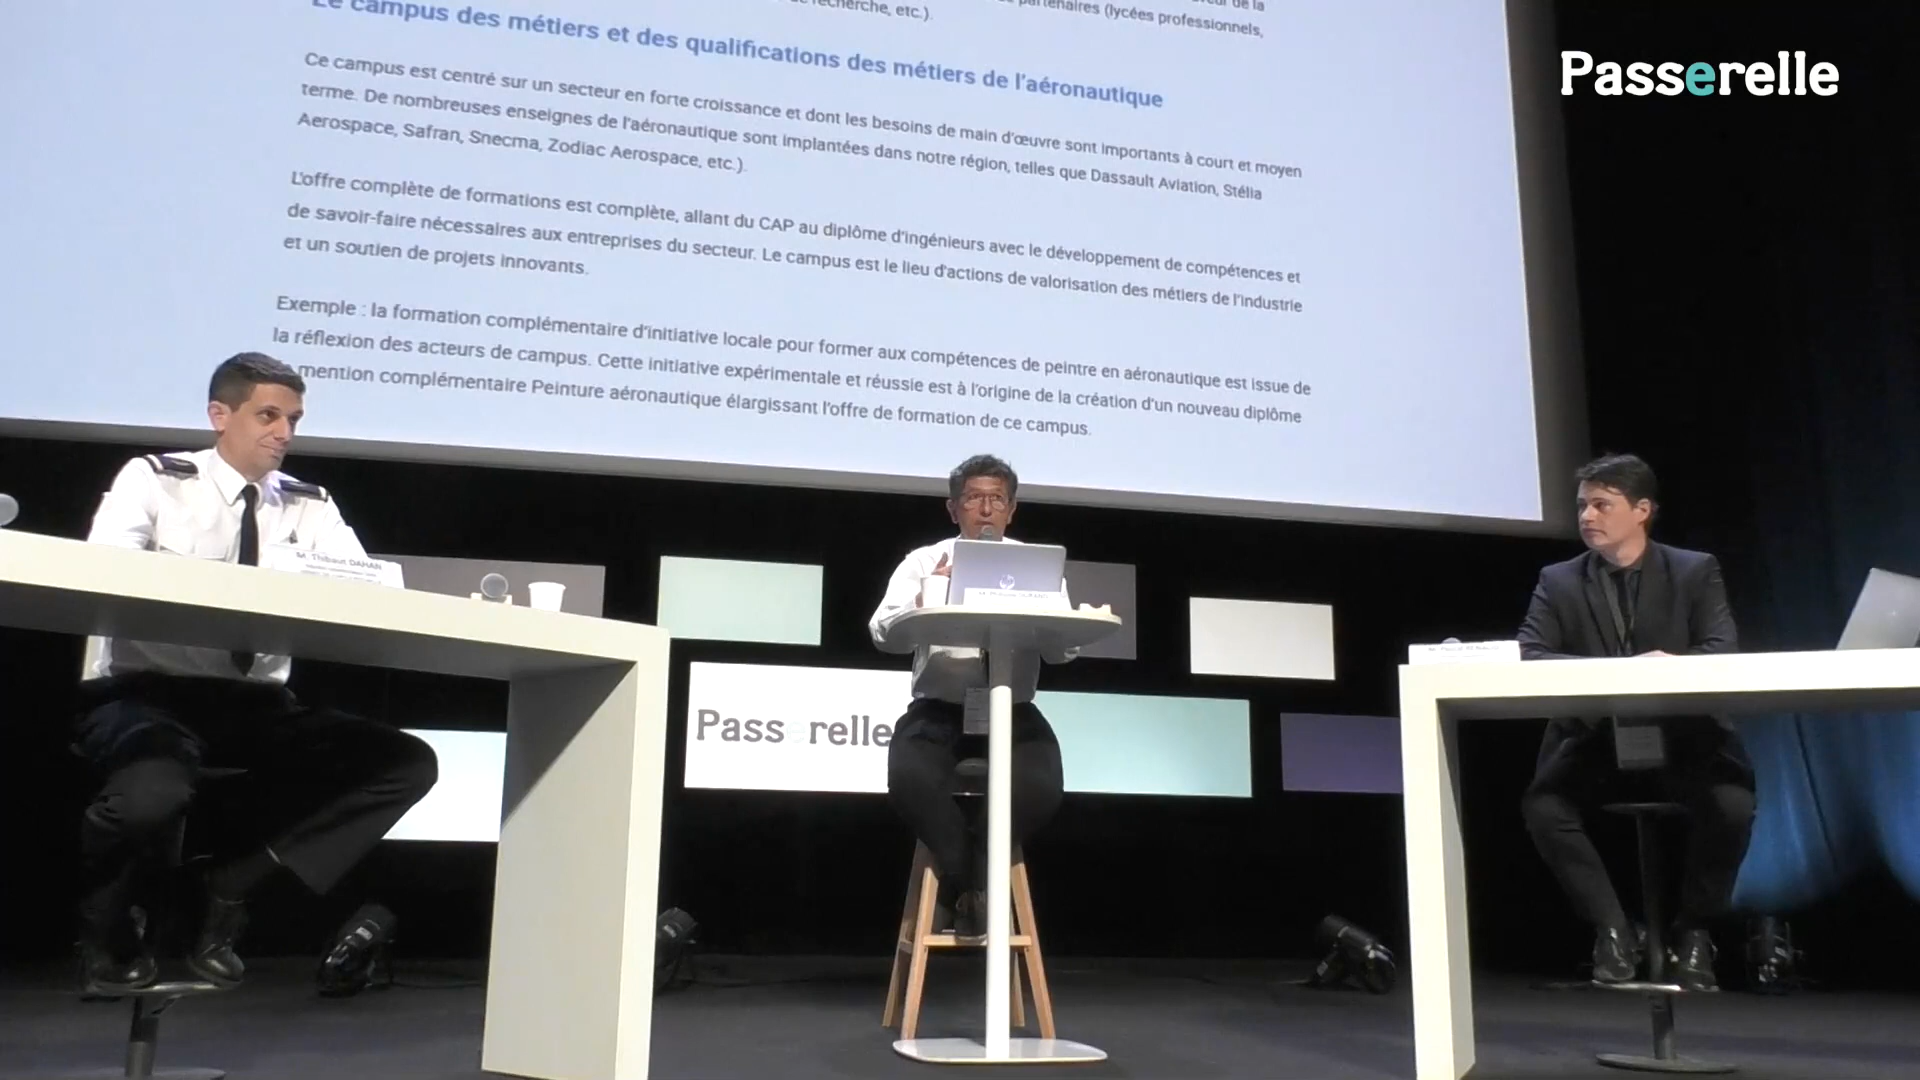 recherche, etc.).
partenaires (lycées professionnels,
Le campus des métiers et des qualifications des métiers de l'aéronautique
Ce campus est centré sur un secteur en forte croissance et dont les besoins de main d'œuvre sont importants à court et moyen
terme. De nombreuses enseignes de l'aéronautique sont implantées dans notre région, telles que Dassault Aviation, Stélia
Aerospace, Safran, Snecma, Zodiac Aerospace, etc.).
L'offre complète de formations est complète, allant du CAP au diplôme d'ingénieurs avec le développement de compétences et
de savoir-faire nécessaires aux entreprises du secteur. Le campus est le lieu d'actions de valorisation des métiers de l'industrie
et un soutien de projets innovants.
Exemple : la formation complémentaire d'initiative locale pour former aux compétences de peintre en aéronautique est issue de
la réflexion des acteurs de campus. Cette initiative expérimentale et réussie est à l'origine de la création d'un nouveau diplôme
mention complémentaire Peinture aéronautique élargissant l'offre de formation de ce campus.
Passerelle
M. Thibaut DAHAN
hp
Passerelle